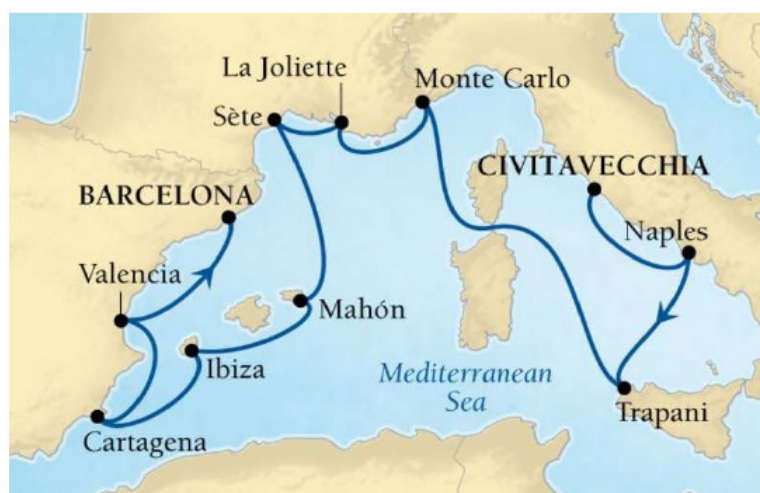 La Joliette
Monte Carlo
Sète
CIVITAVECCHIA
BARCELONA
Naples
Valencia
Mahón
Ibiza
Mediterranean
Sea
Trapani
Cartagena